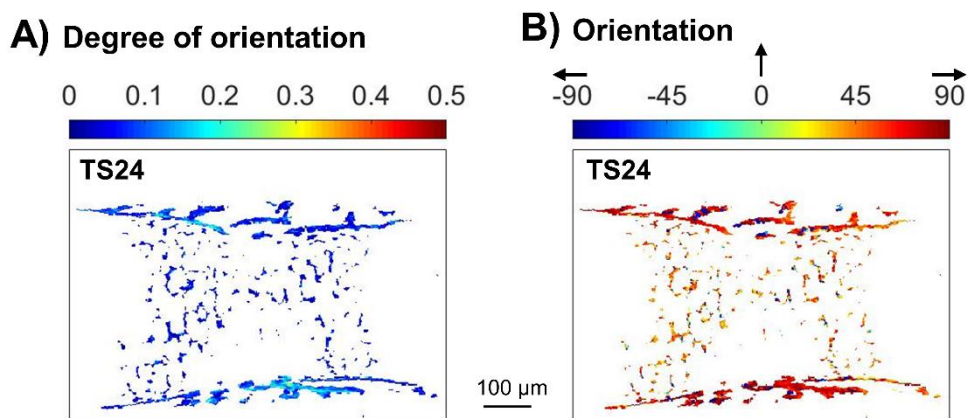 A) Degree of orientation
0 0.1 0.2 0.3 0.4 0.5
TS24
100 µm
B) Orientation
-90 -45 0 45 90
TS24